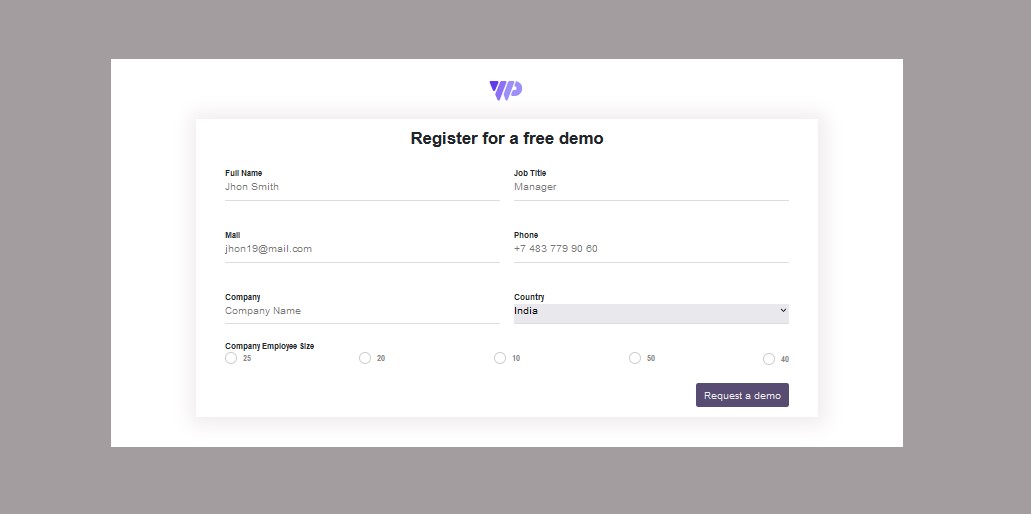 WP
Register for a free demo
Full Name
Jhon Smith
Job Title
Manager
Mail
jhon19@mail.com
Phone
+7 483 779 90 60
Company
Company Name
Country
India
Company Employee Size
25 20 10 50 40
Request a demo